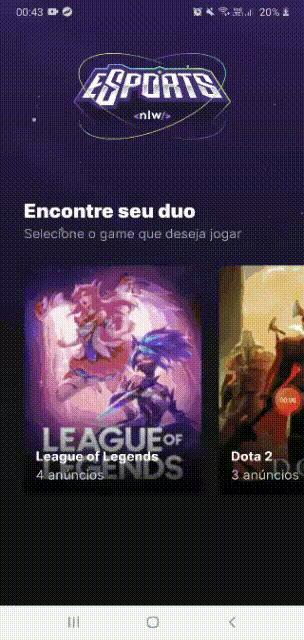 00:43
20%
ESPORTS
<nlw/>
Encontre seu duo
Selecione o game que deseja jogar
LEAGUE OF
LEGENDS
League of Legends
4 anúncios
Dota 2
3 anúncios